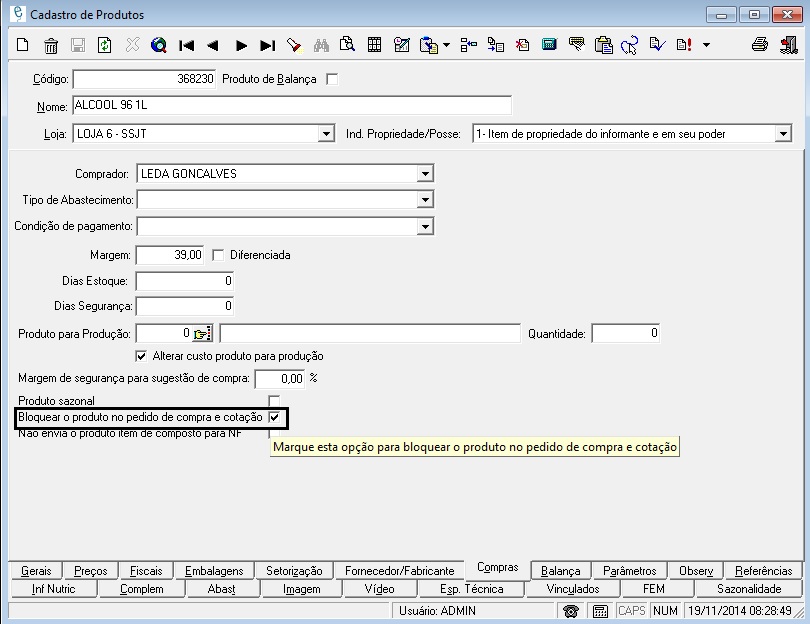 Cadastro de Produtos
Código: 368230 Produto de Balança
Nome: ALCOOL 96 1L
Loja: LOJA 6 - SSJT Ind. Propriedade/Posse: 1- Item de propriedade do informante e em seu poder
Comprador: LEDA GONCALVES
Tipo de Abastecimento:
Condição de pagamento:
Margem: 39,00 Diferenciada
Dias Estoque: 0
Dias Segurança: 0
Produto para Produção: 0 Quantidade: 0
Alterar custo produto para produção
Margem de segurança para sugestão de compra: 0,00 %
Produto sazonal
Bloquear o produto no pedido de compra e cotação
Não envia o produto item de composto para NF
Marque esta opção para bloquear o produto no pedido de compra e cotação
Gerais Preços Fiscais Embalagens Setorização Fornecedor/Fabricante Compras Balança Parâmetros Observ Referências
Inf Nutric Complem Abast Imagem Vídeo Esp. Técnica Vinculados FEM Sazonalidade
Usuário: ADMIN CAPS NUM 19/11/2014 08:28:49